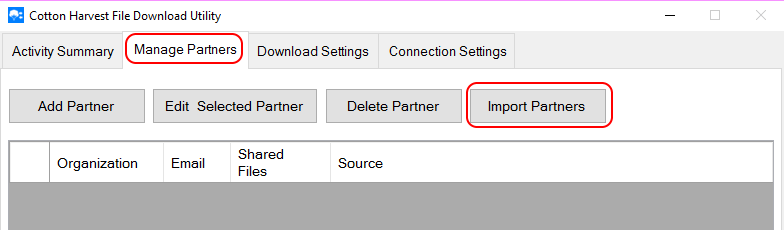 Cotton Harvest File Download Utility
Activity Summary Manage Partners Download Settings Connection Settings
Add Partner Edit  Selected Partner Delete Partner Import Partners
Organization Email Shared Files Source